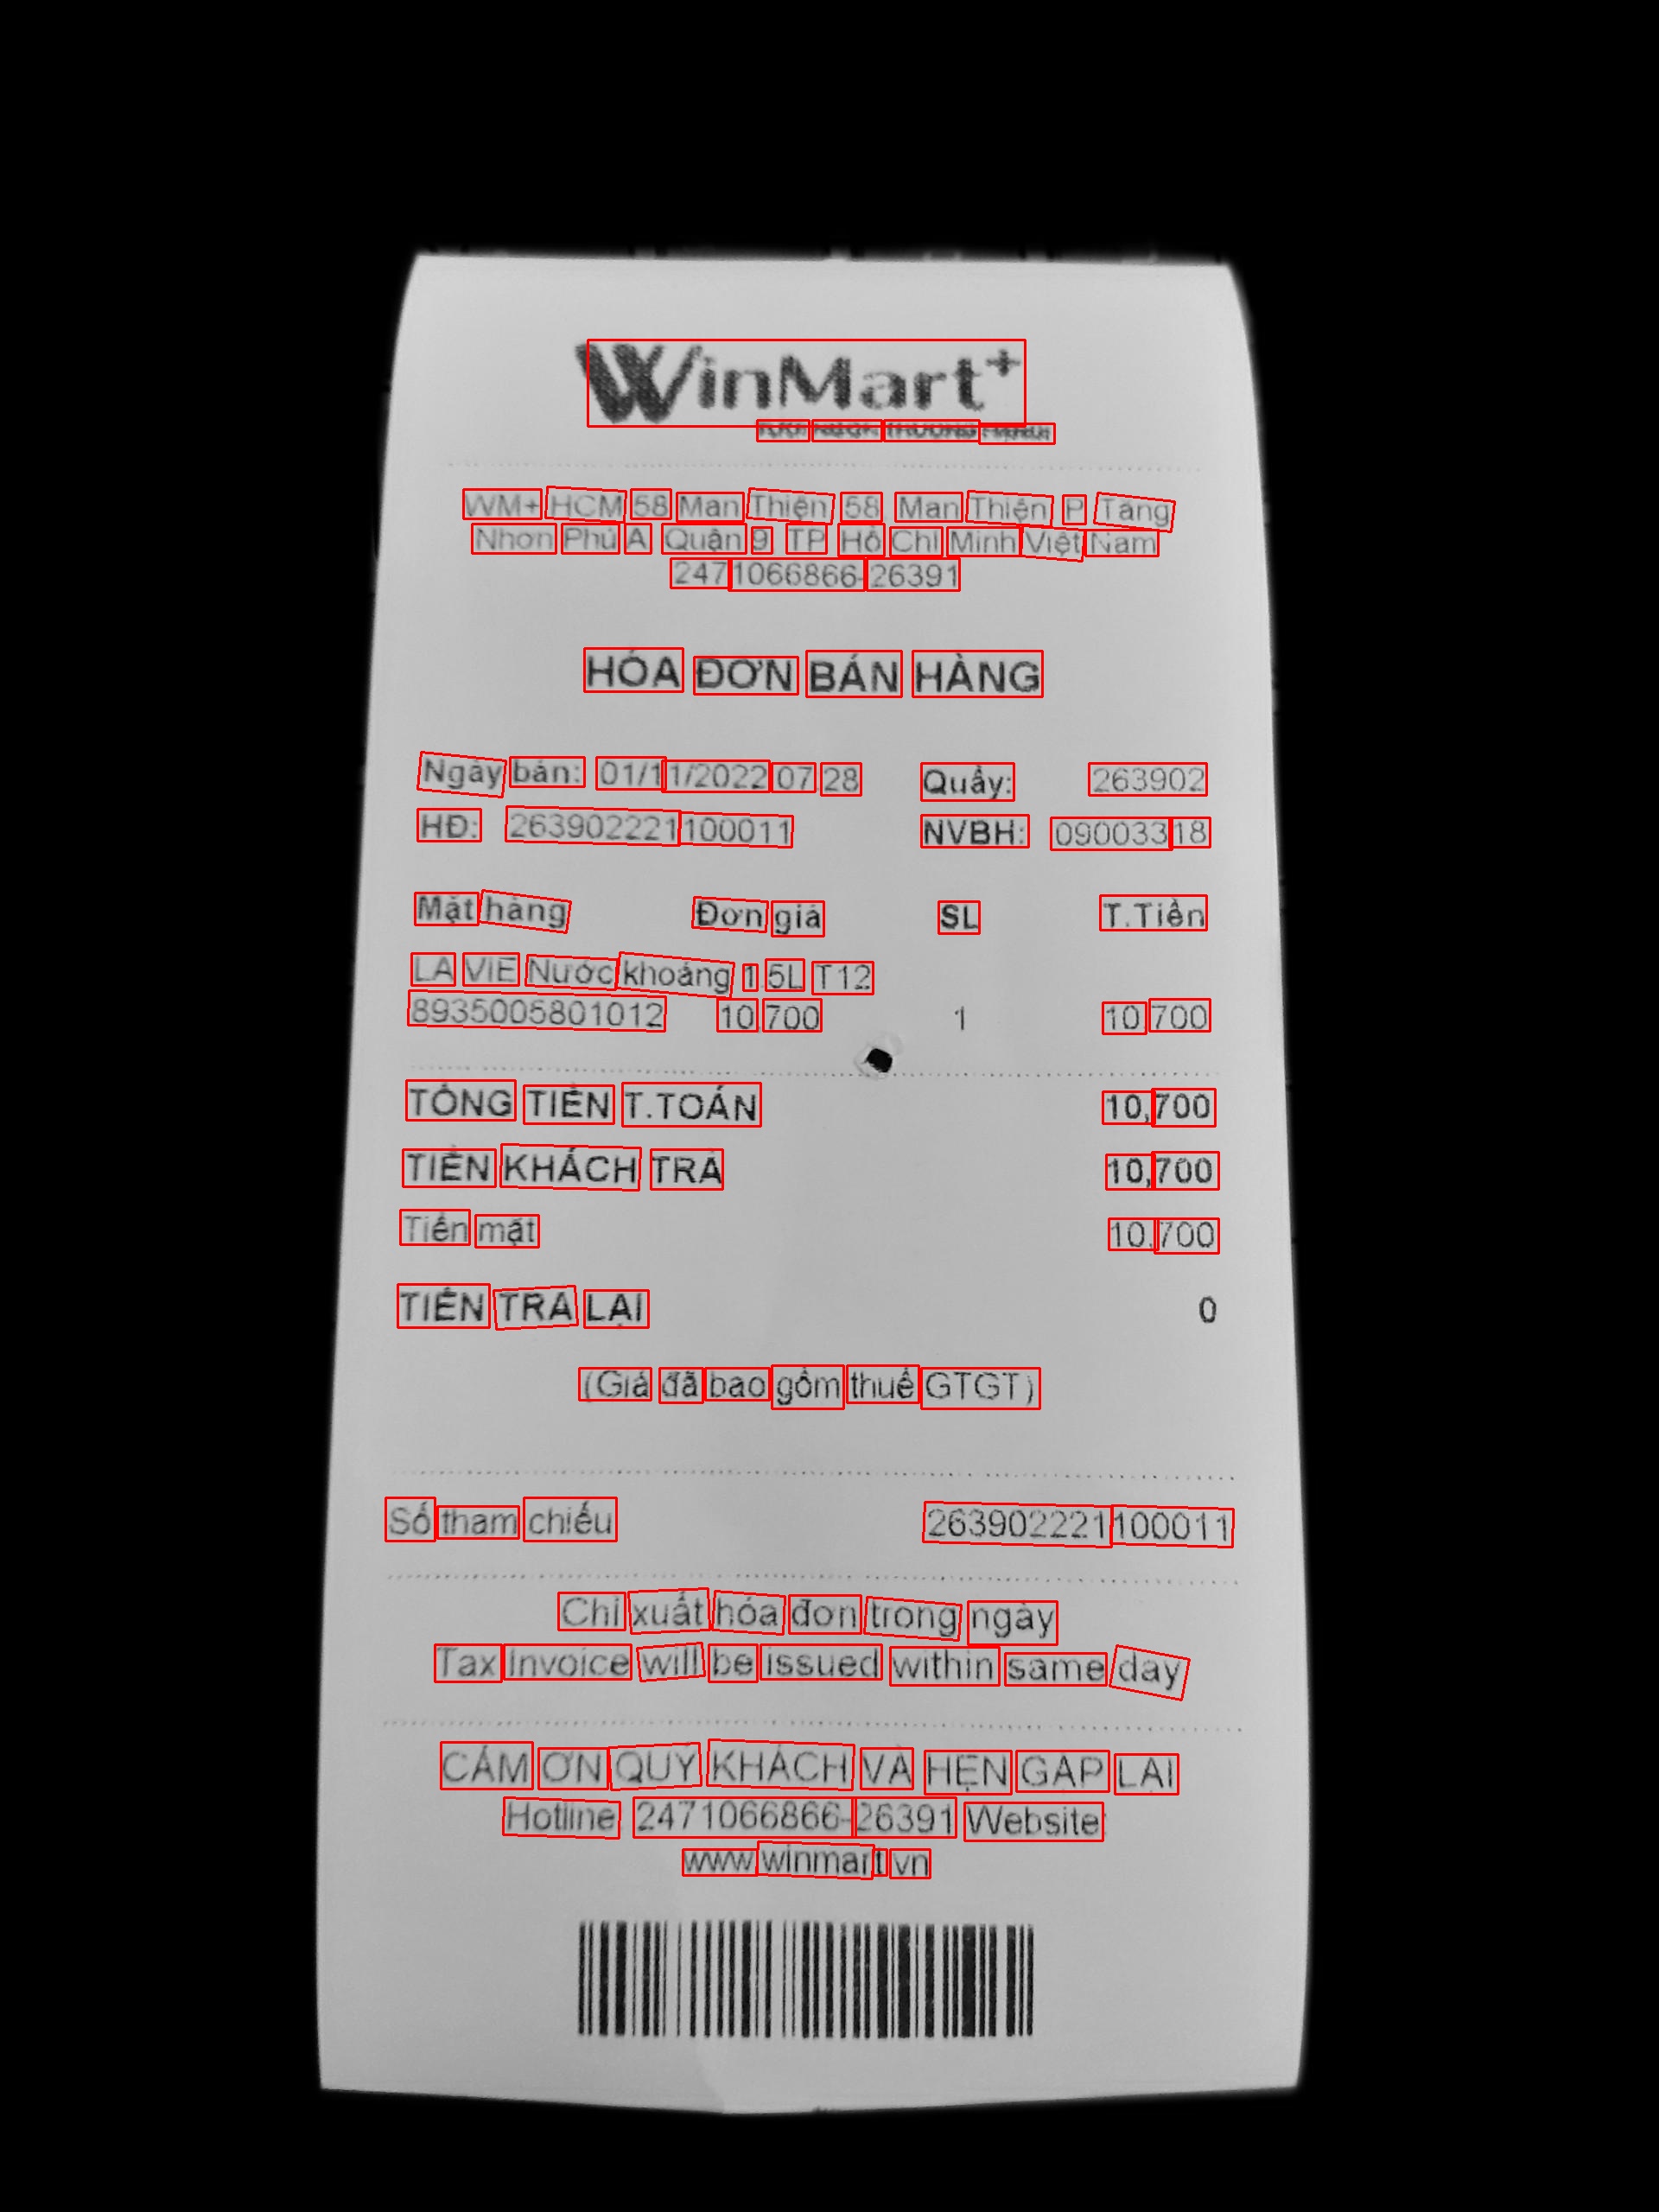 WinMart+
WM+ HCM 58 Man Thiện 58 Man Thiện P Tăng
Nhơn Phú A Quận 9 TP Hồ Chí Minh Việt Nam
2471066866-26391
HÓA ĐƠN BÁN HÀNG
Ngày bán: 01/11/2022 07:28 Quầy: 263902
HĐ: 263902221100011 NVBH: 09003318
Mặt hàng Đơn giá SL T.Tiền
LA VIE Nước khoáng 1.5L T12
8935005801012 10,700 1 10,700
TỔNG TIỀN T.TOÁN 10,700
TIỀN KHÁCH TRẢ 10,700
Tiền mặt 10,700
TIỀN TRẢ LẠI 0
(Giá đã bao gồm thuế GTGT)
Số tham chiếu 263902221100011
Chỉ xuất hóa đơn trong ngày
Tax Invoice will be issued within same day
CẢM ƠN QUÝ KHÁCH VÀ HẸN GẶP LẠI
Hotline: 2471066866-26391 Website:
www.winmart.vn